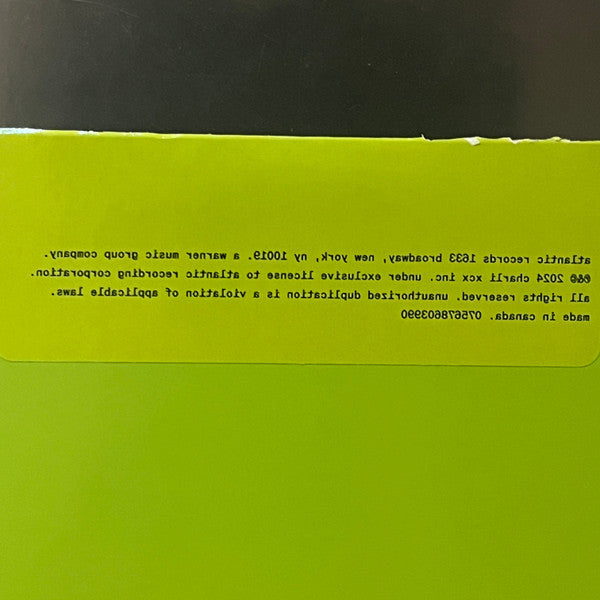 atlantic records 1633 broadway, new york, ny 10019. a warner music group company.
℗&© 2024 charli xcx inc. under exclusive license to atlantic recording corporation.
all rights reserved. unauthorized duplication is a violation of applicable laws.
made in canada. 075678603990